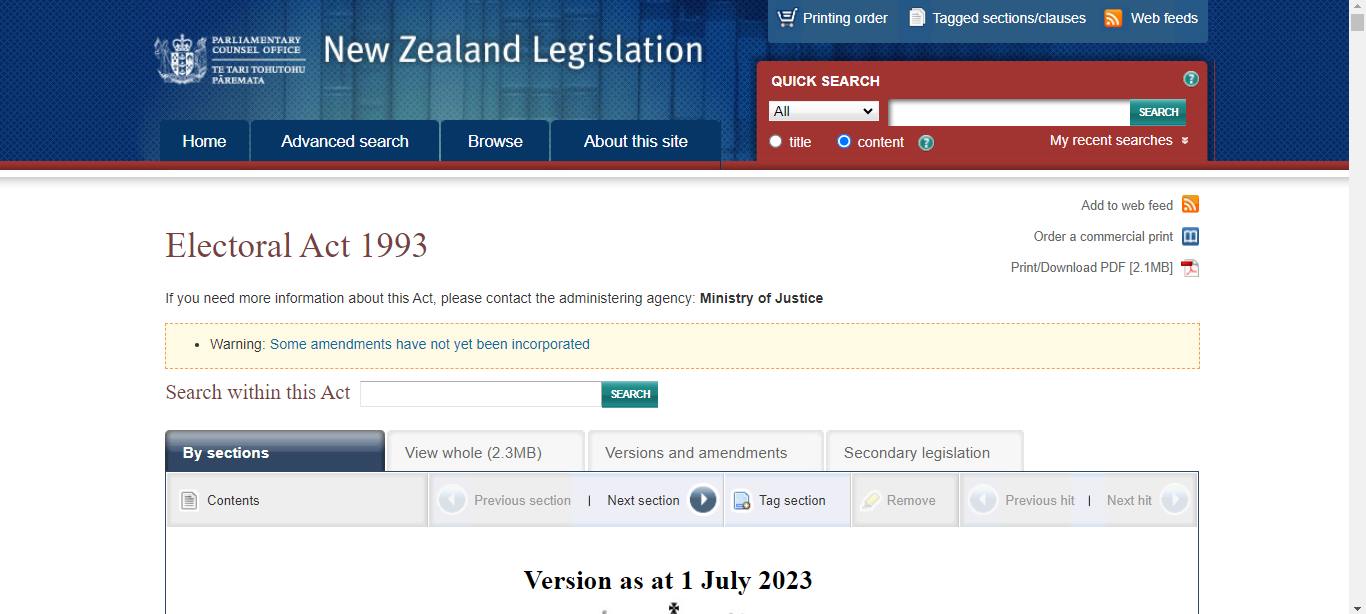 Printing order
Tagged sections/clauses
Web feeds
PARLIAMENTARY
COUNSEL OFFICE
TE TARI TOHUTOHU
PĀREMATA
New Zealand Legislation
QUICK SEARCH
?
All
SEARCH
title
content
?
My recent searches
Home
Advanced search
Browse
About this site
Add to web feed
Order a commercial print
Print/Download PDF [2.1MB]
Electoral Act 1993
If you need more information about this Act, please contact the administering agency: Ministry of Justice
• Warning: Some amendments have not yet been incorporated
Search within this Act
SEARCH
By sections
View whole (2.3MB)
Versions and amendments
Secondary legislation
Contents
Previous section
|
Next section
Tag section
Remove
Previous hit
|
Next hit
Version as at 1 July 2023